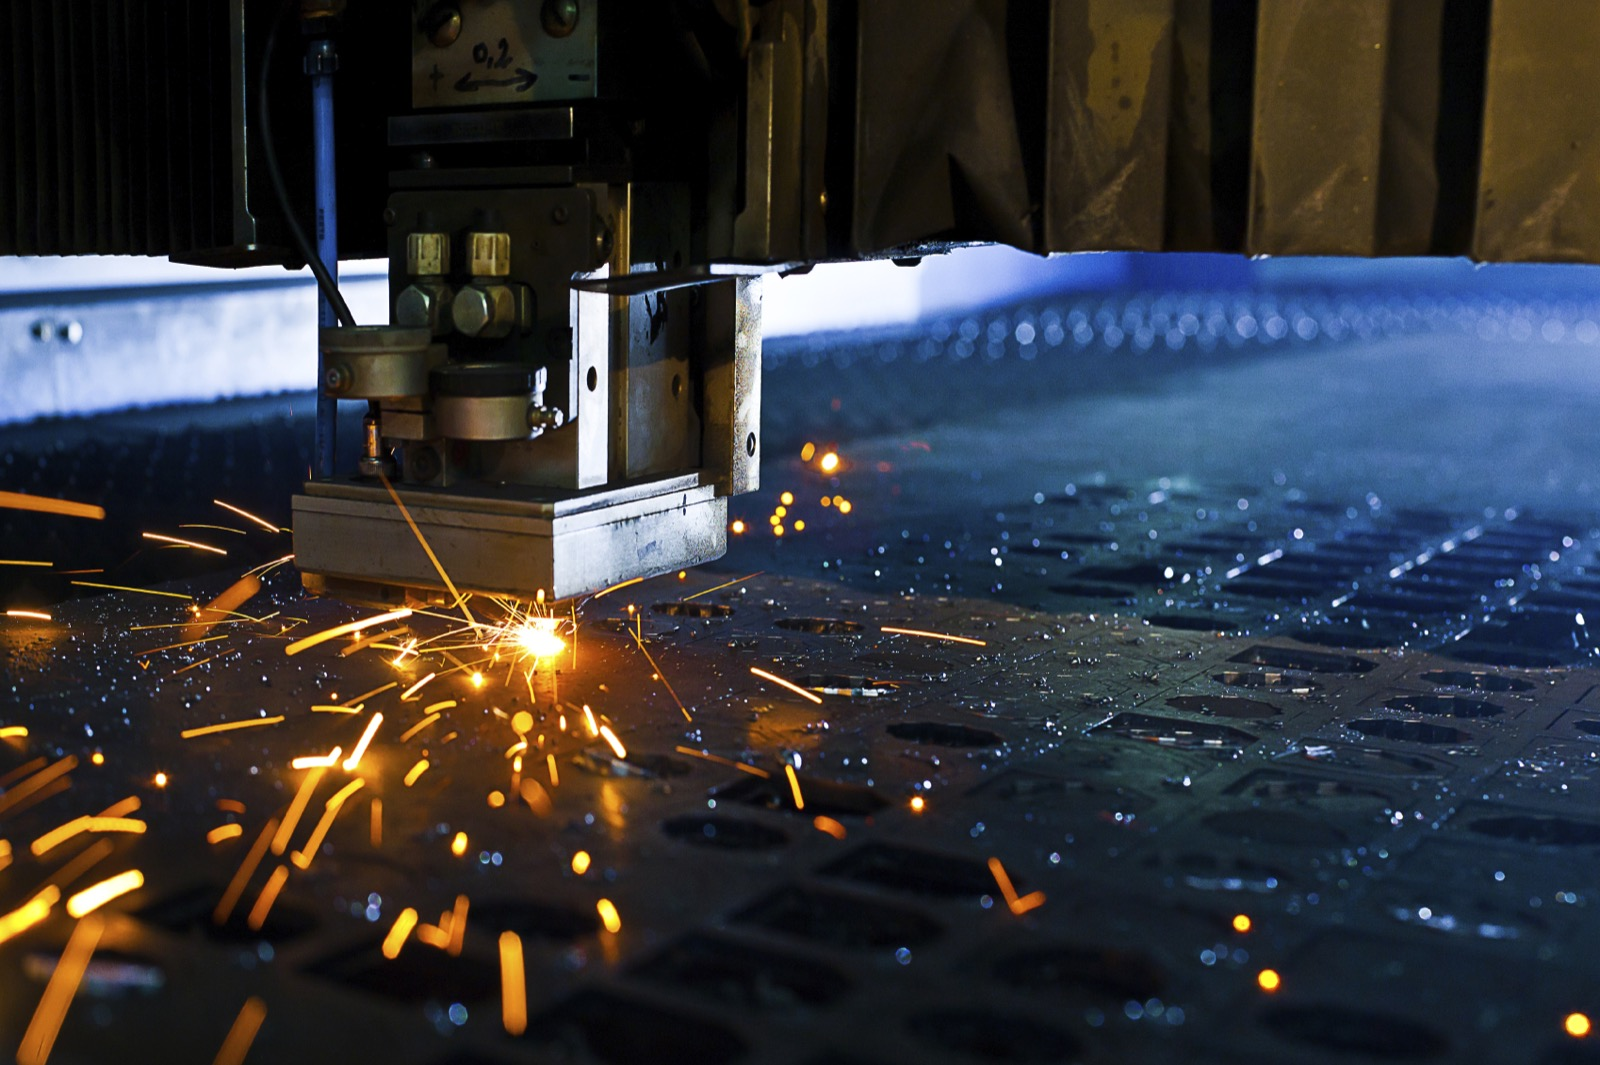 0,2
+ ↔ −